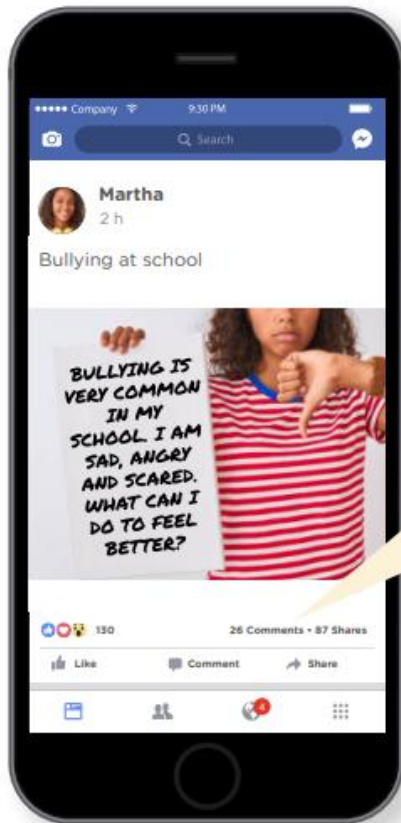 Company 9:30 PM
Search
Martha
2 h
Bullying at school
BULLYING IS
VERY COMMON
IN MY
SCHOOL. I AM
SAD, ANGRY
AND SCARED.
WHAT CAN I
DO TO FEEL
BETTER?
130 26 Comments • 87 Shares
Like Comment Share
4